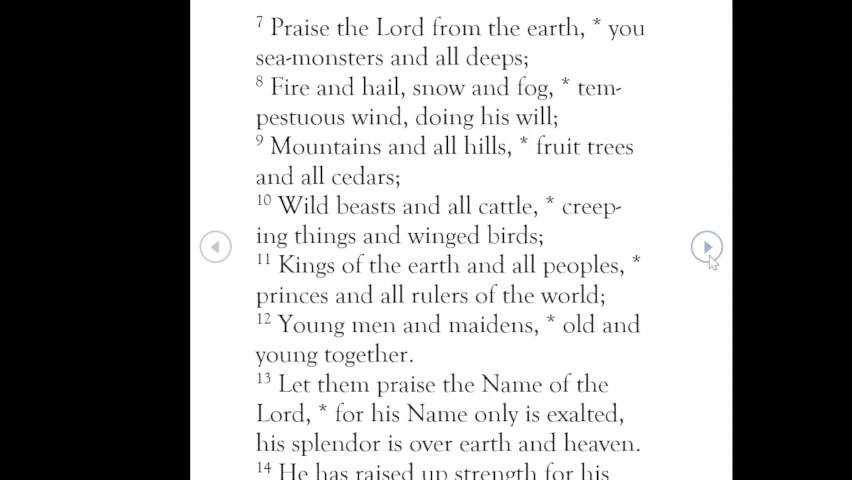 7 Praise the Lord from the earth, * you
sea-monsters and all deeps;
8 Fire and hail, snow and fog, * tem-
pestuous wind, doing his will;
9 Mountains and all hills, * fruit trees
and all cedars;
10 Wild beasts and all cattle, * creep-
ing things and winged birds;
11 Kings of the earth and all peoples, *
princes and all rulers of the world;
12 Young men and maidens, * old and
young together.
13 Let them praise the Name of the
Lord, * for his Name only is exalted,
his splendor is over earth and heaven.
14 He has raised up strength for his